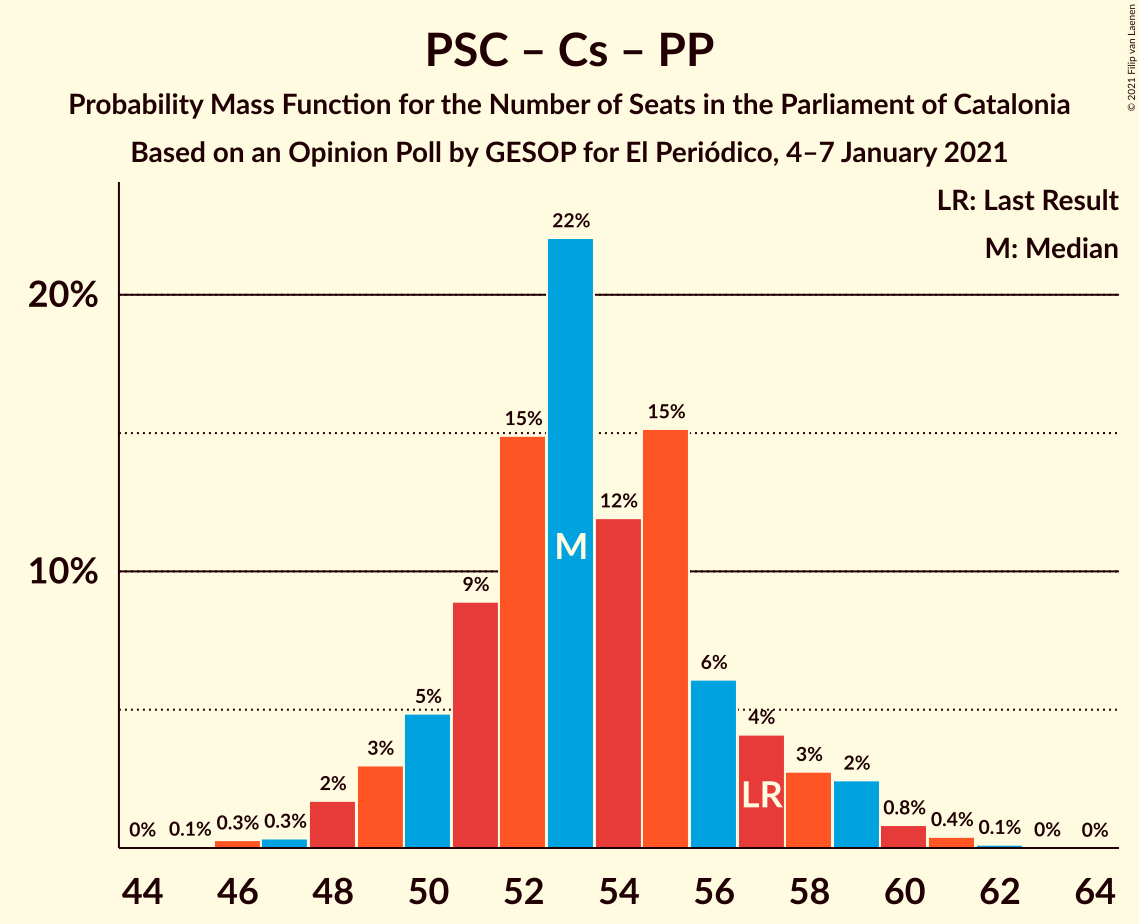 PSC – Cs – PP
Probability Mass Function for the Number of Seats in the Parliament of Catalonia
Based on an Opinion Poll by GESOP for El Periódico, 4–7 January 2021
© 2021 Filip van Laenen
LR: Last Result
M: Median
20%
10%
0% 0.1% 0.3% 0.3% 2% 3% 5% 9% 15% 22% 12% 15% 6% 4% 3% 2% 0.8% 0.4% 0.1% 0% 0%
M
LR
44 46 48 50 52 54 56 58 60 62 64